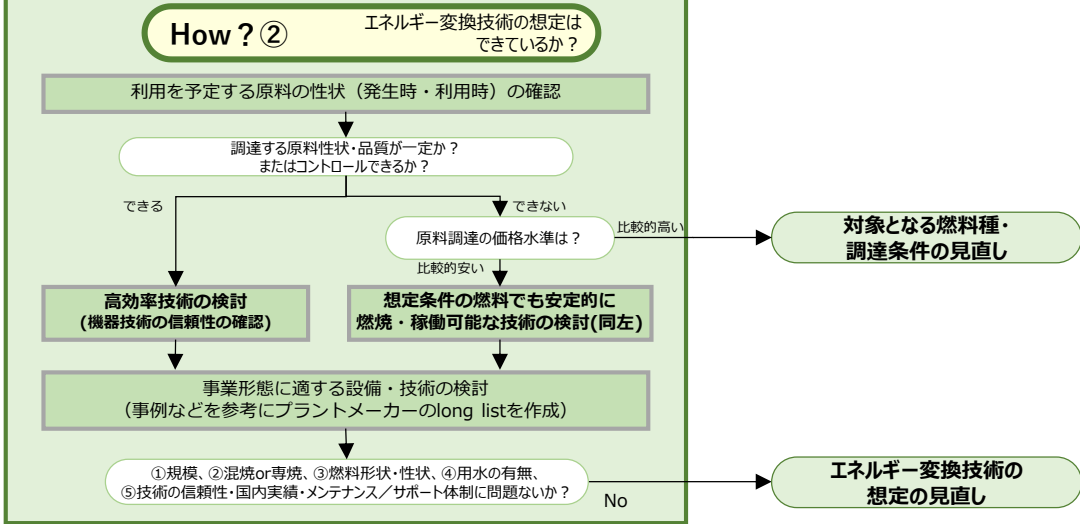 How？②
エネルギー変換技術の想定は
できているか？
利用を予定する原料の性状（発生時・利用時）の確認
調達する原料性状・品質が一定か？
またはコントロールできるか？
できる
できない
原料調達の価格水準は？
比較的高い
対象となる燃料種・
調達条件の見直し
比較的安い
高効率技術の検討
(機器技術の信頼性の確認)
想定条件の燃料でも安定的に
燃焼・稼働可能な技術の検討(同左)
事業形態に適する設備・技術の検討
（事例などを参考にプラントメーカーのlong listを作成）
①規模、②混焼or専焼、③燃料形状・性状、④用水の有無、
⑤技術の信頼性・国内実績・メンテナンス／サポート体制に問題ないか？
No
エネルギー変換技術の
想定の見直し